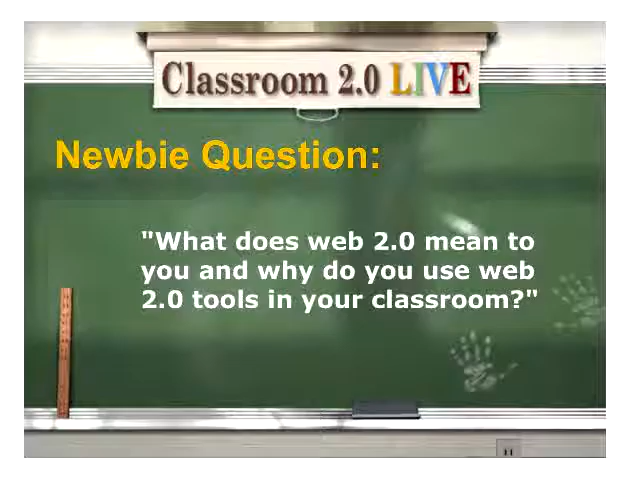 Classroom 2.0 LIVE
Newbie Question:
"What does web 2.0 mean to
you and why do you use web
2.0 tools in your classroom?"